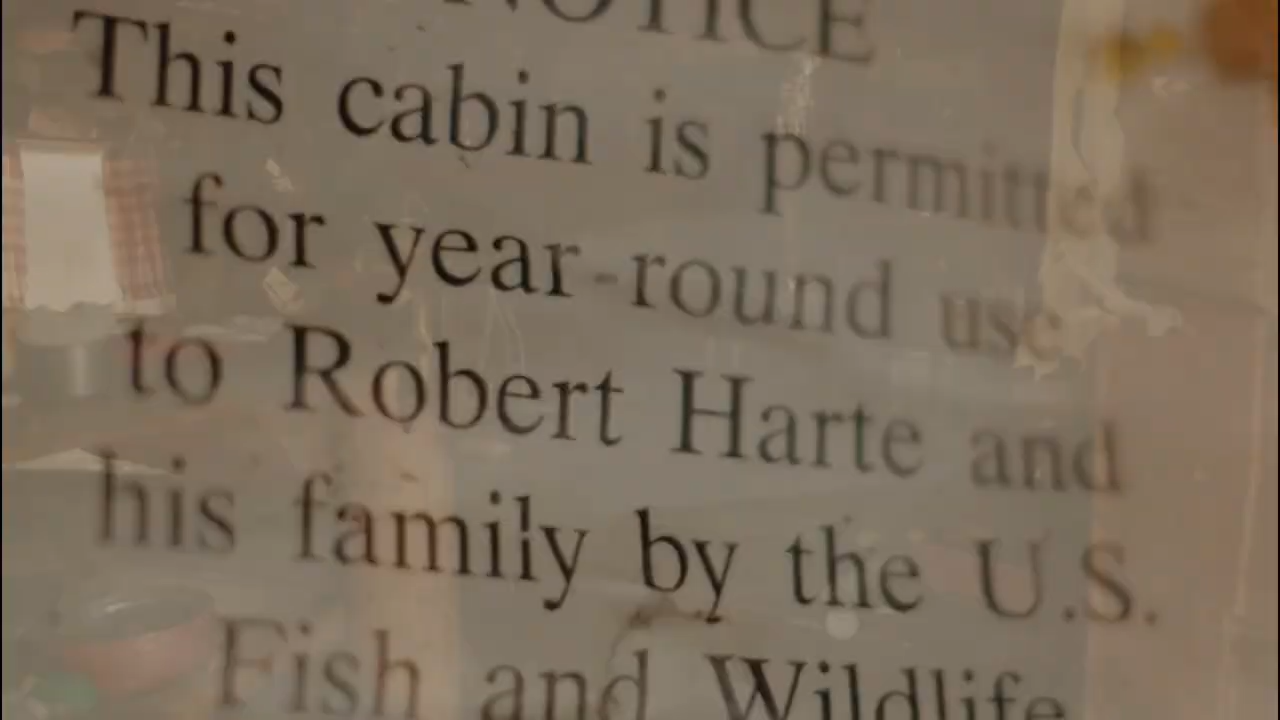 NOTICE
This cabin is permitted
for year-round use
to Robert Harte and
his family by the U.S.
Fish and Wildlife